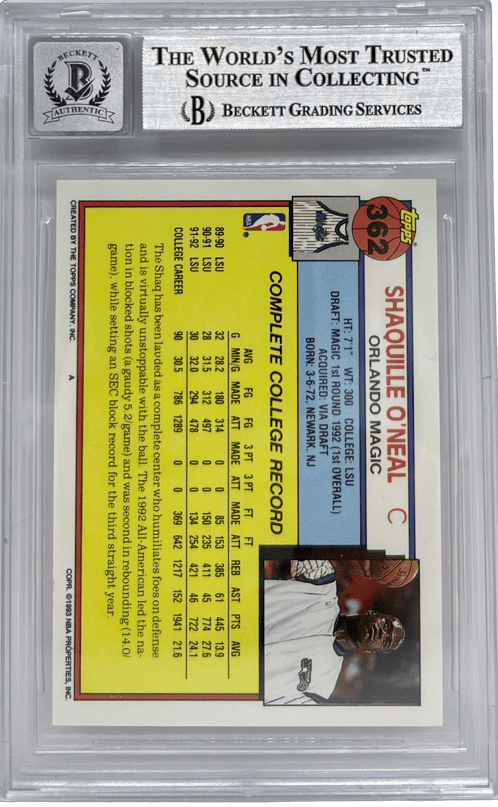 BECKETT
B
AUTHENTIC
THE WORLD'S MOST TRUSTED
SOURCE IN COLLECTING™
B BECKETT GRADING SERVICES
topps
362
SHAQUILLE O'NEAL C
ORLANDO MAGIC
HT: 7'1" WT: 300 COLLEGE: LSU
DRAFT: MAGIC 1ST ROUND 1992 (1ST OVERALL)
ACQUIRED: VIA DRAFT
BORN: 3-6-72, NEWARK, NJ
NBA
COMPLETE COLLEGE RECORD
AVG FG FG 3 PT 3 PT FT FT
G MIN/G MADE ATT MADE ATT MADE ATT REB AST PTS AVG
89-90 LSU 32 28.2 180 314 0 0 85 153 385 61 445 13.9
90-91 LSU 28 31.5 312 497 0 0 150 235 411 45 774 27.6
91-92 LSU 30 32.0 294 478 0 0 134 254 421 46 722 24.1
COLLEGE CAREER 90 30.5 786 1289 0 0 369 642 1217 152 1941 21.6
The Shaq has been lauded as a complete center who humiliates foes on defense
and is virtually unstoppable with the ball. The 1992 All-American led the na-
tion in blocked shots (a gaudy 5.2/game) and was second in rebounding (14.0/
game), while setting an SEC block record for the third straight year.
CREATED BY THE TOPPS COMPANY, INC. A COPR. ©1993 NBA PROPERTIES, INC.